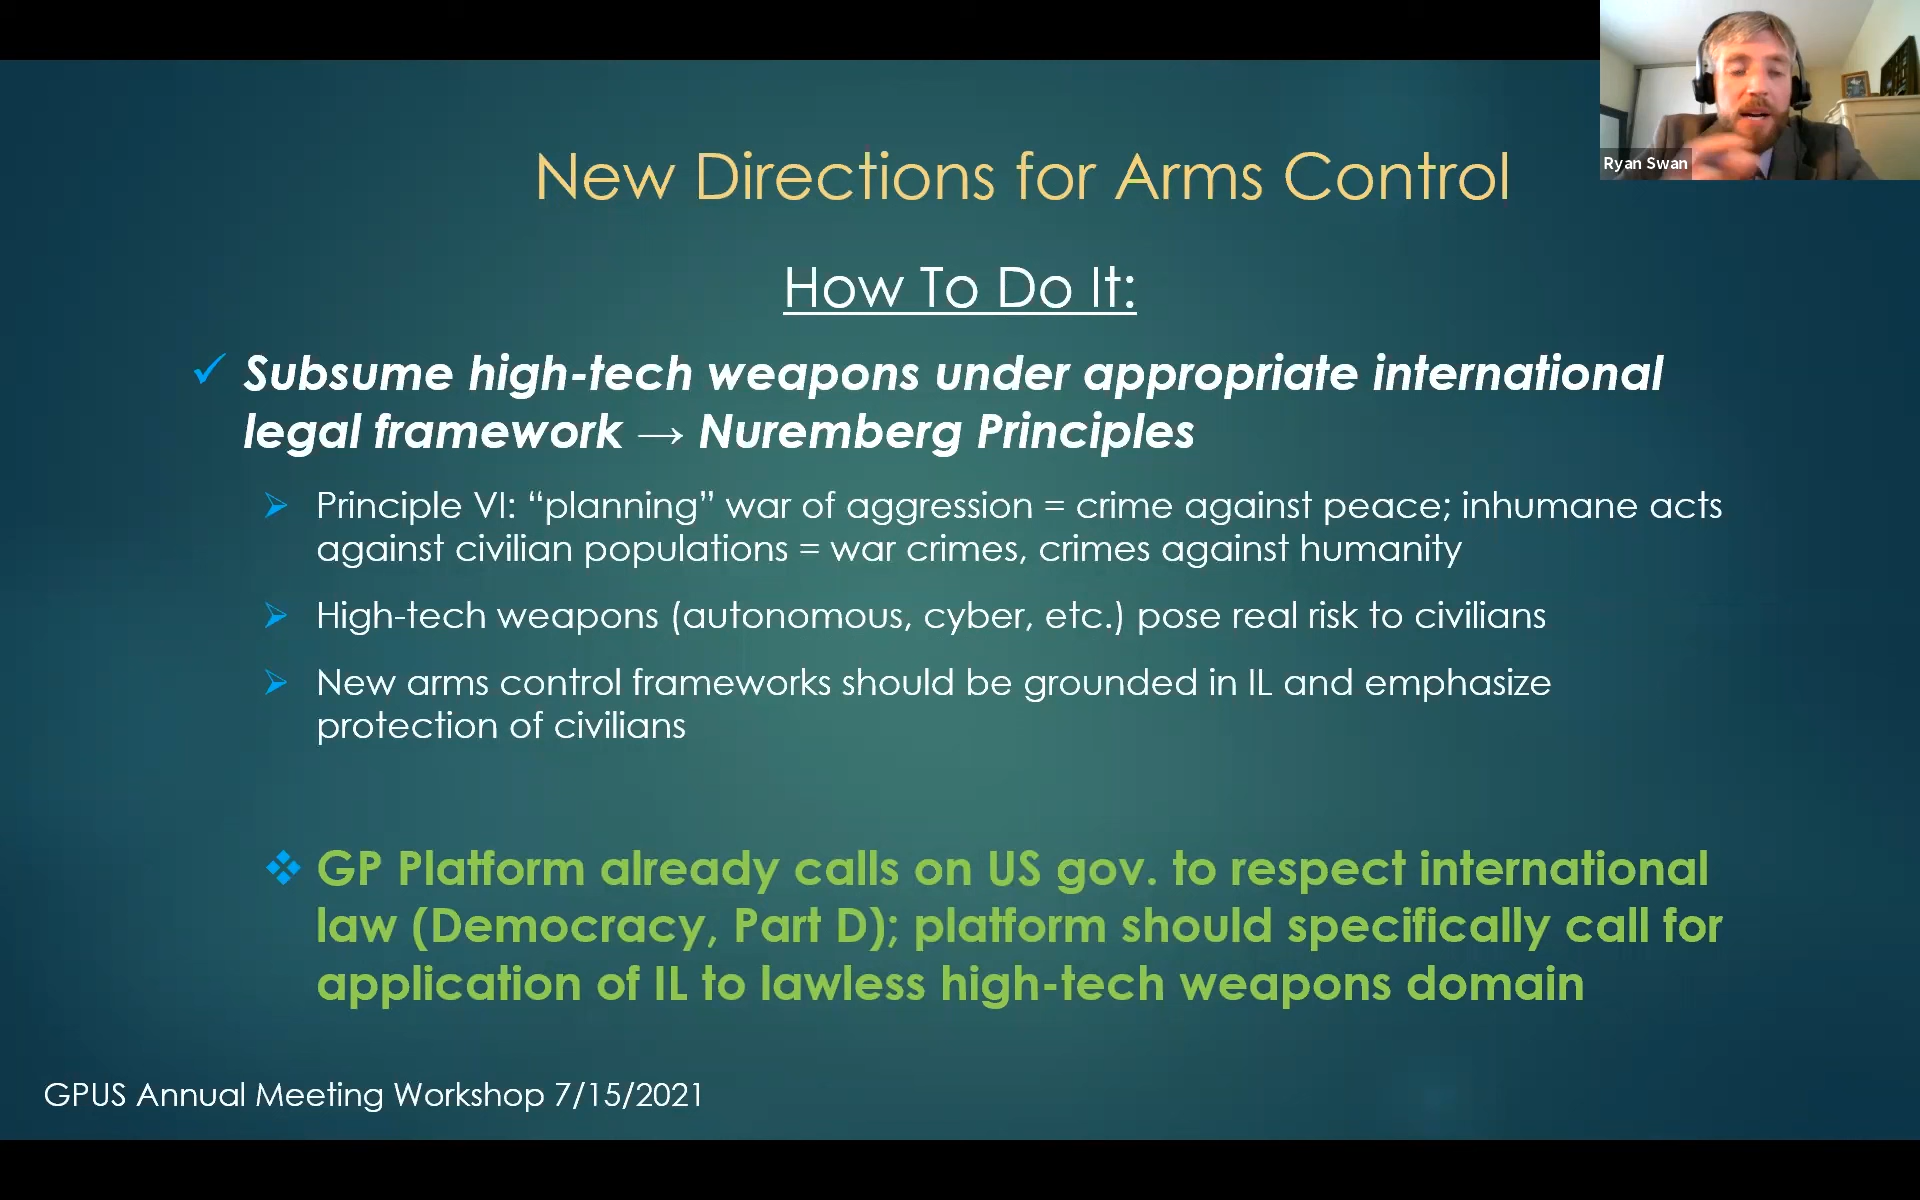 New Directions for Arms Control
Ryan Swan
How To Do It:
✓ Subsume high-tech weapons under appropriate international
legal framework → Nuremberg Principles
➢ Principle VI: “planning” war of aggression = crime against peace; inhumane acts
against civilian populations = war crimes, crimes against humanity
➢ High-tech weapons (autonomous, cyber, etc.) pose real risk to civilians
➢ New arms control frameworks should be grounded in IL and emphasize
protection of civilians
❖ GP Platform already calls on US gov. to respect international
law (Democracy, Part D); platform should specifically call for
application of IL to lawless high-tech weapons domain
GPUS Annual Meeting Workshop 7/15/2021